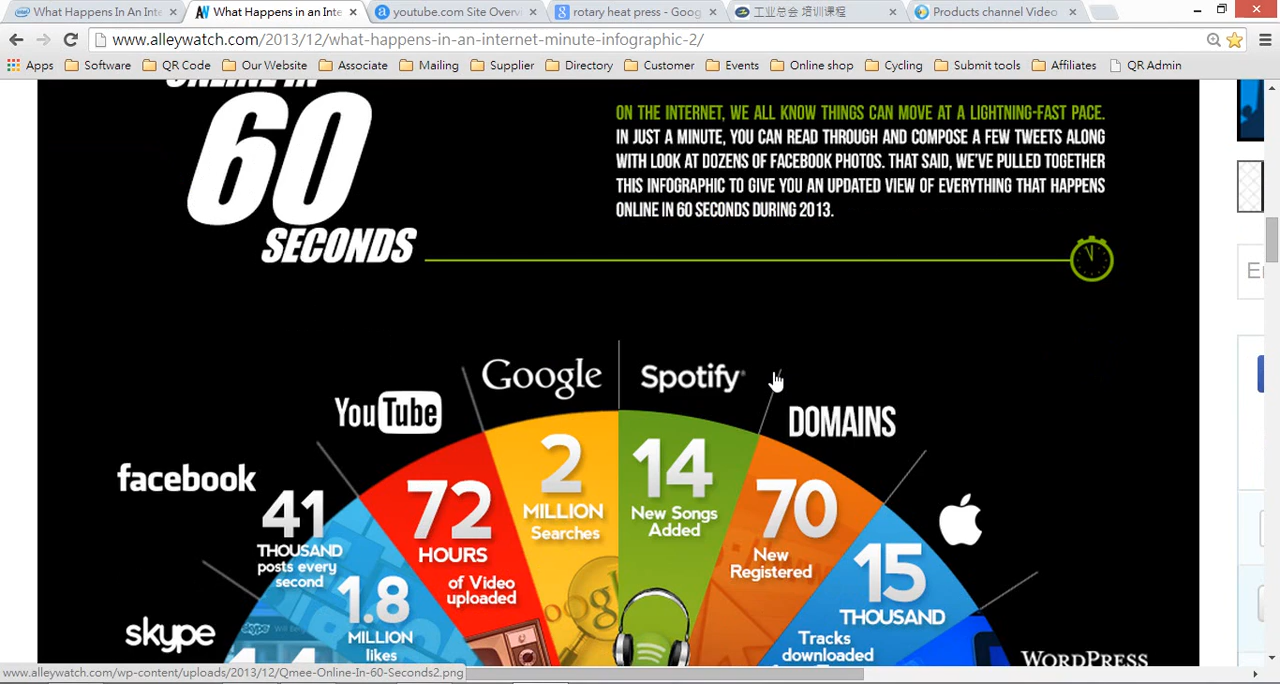 What Happens In An Inte
What Happens in an Inte
youtube.com Site Overvi
rotary heat press - Goog
工业总会 培训课程
Products channel Video
www.alleywatch.com/2013/12/what-happens-in-an-internet-minute-infographic-2/
Apps
Software
QR Code
Our Website
Associate
Mailing
Supplier
Directory
Customer
Events
Online shop
Cycling
Submit tools
Affiliates
QR Admin
ONLINE IN
60
SECONDS
ON THE INTERNET, WE ALL KNOW THINGS CAN MOVE AT A LIGHTNING-FAST PACE.
IN JUST A MINUTE, YOU CAN READ THROUGH AND COMPOSE A FEW TWEETS ALONG
WITH LOOK AT DOZENS OF FACEBOOK PHOTOS. THAT SAID, WE'VE PULLED TOGETHER
THIS INFOGRAPHIC TO GIVE YOU AN UPDATED VIEW OF EVERYTHING THAT HAPPENS
ONLINE IN 60 SECONDS DURING 2013.
facebook
41
THOUSAND
posts every
second
1.8
MILLION
likes
YouTube
72
HOURS
of Video
uploaded
Google
2
MILLION
Searches
Spotify
14
New Songs
Added
DOMAINS
70
New
Registered
15
THOUSAND
Tracks
downloaded
skype
WORDPRESS
www.alleywatch.com/wp-content/uploads/2013/12/Qmee-Online-In-60-Seconds2.png